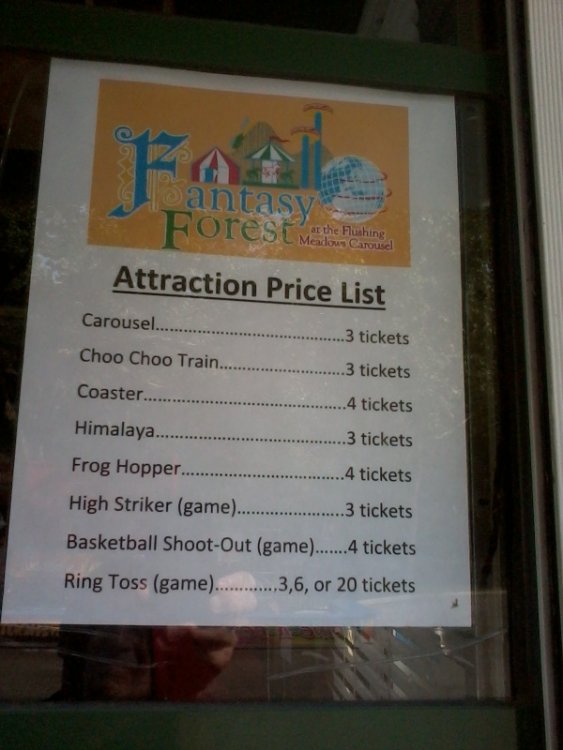 Fantasy
Forest
at the Flushing
Meadows Carousel
Attraction Price List
Carousel.......................................3 tickets
Choo Choo Train..........................3 tickets
Coaster..........................................4 tickets
Himalaya.......................................3 tickets
Frog Hopper..................................4 tickets
High Striker (game)......................3 tickets
Basketball Shoot-Out (game).......4 tickets
Ring Toss (game).............3,6, or 20 tickets